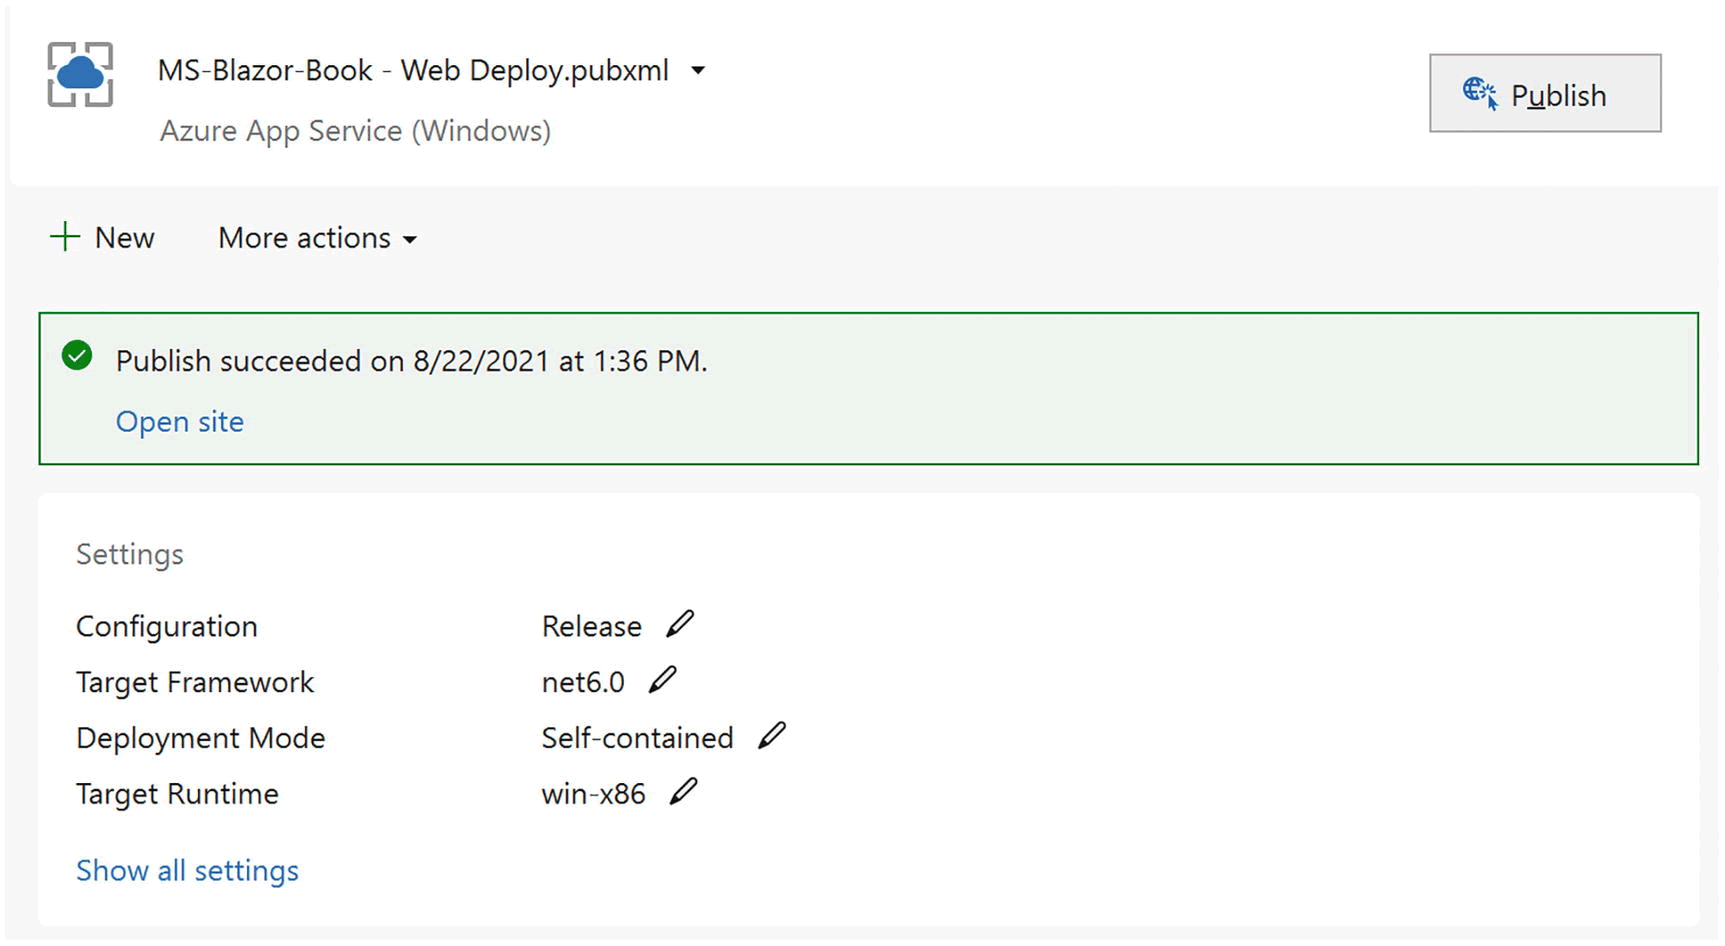 MS-Blazor-Book - Web Deploy.pubxml
Azure App Service (Windows)
Publish
New
More actions
Publish succeeded on 8/22/2021 at 1:36 PM.
Open site
Settings
Configuration Release
Target Framework net6.0
Deployment Mode Self-contained
Target Runtime win-x86
Show all settings